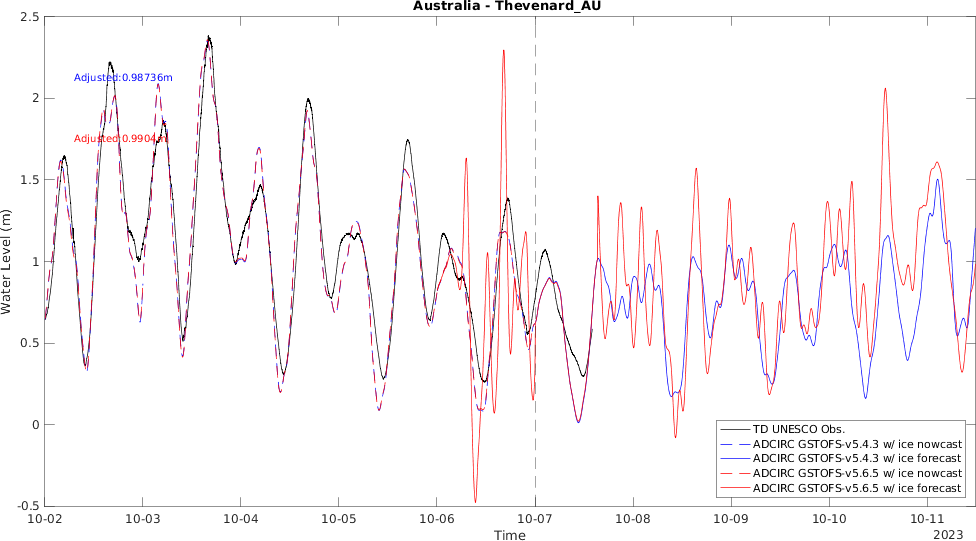 Australia - Thevenard_AU
2.5
2
1.5
1
0.5
0
-0.5
Water Level (m)
Adjusted:0.98736m
Adjusted:0.9904m
TD UNESCO Obs.
ADCIRC GSTOFS-v5.4.3 w/ ice nowcast
ADCIRC GSTOFS-v5.4.3 w/ ice forecast
ADCIRC GSTOFS-v5.6.5 w/ ice nowcast
ADCIRC GSTOFS-v5.6.5 w/ ice forecast
10-02 10-03 10-04 10-05 10-06 10-07 10-08 10-09 10-10 10-11
Time
2023